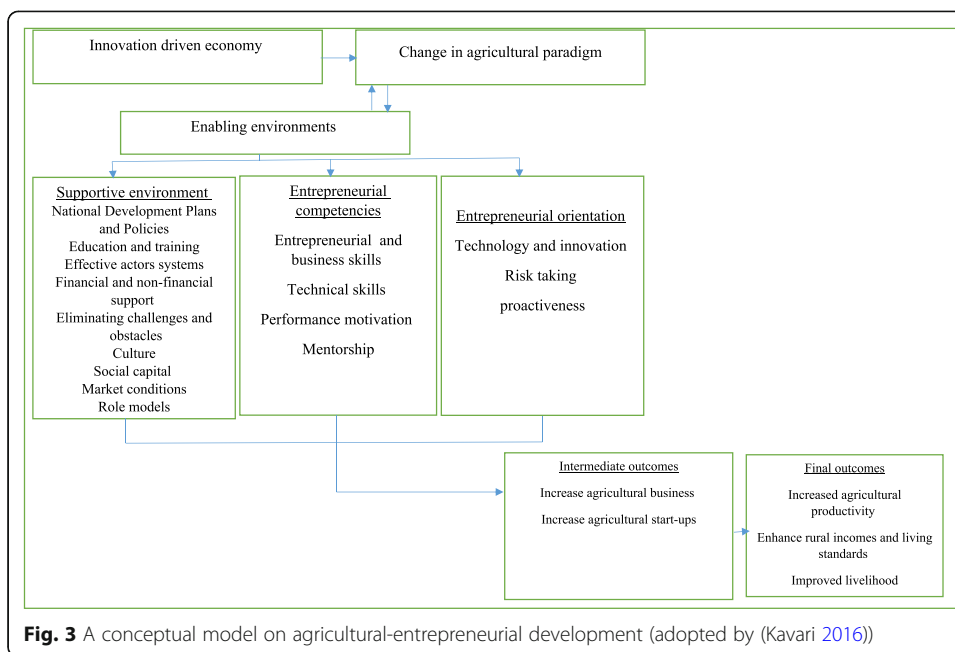 Innovation driven economy
Change in agricultural paradigm
Enabling environments
Supportive environment
National Development Plans
and Policies
Education and training
Effective actors systems
Financial and non-financial
support
Eliminating challenges and
obstacles
Culture
Social capital
Market conditions
Role models
Entrepreneurial
competencies
Entrepreneurial and
business skills
Technical skills
Performance motivation
Mentorship
Entrepreneurial orientation
Technology and innovation
Risk taking
proactiveness
Intermediate outcomes
Increase agricultural business
Increase agricultural start-ups
Final outcomes
Increased agricultural
productivity
Enhance rural incomes and living
standards
Improved livelihood
Fig. 3 A conceptual model on agricultural-entrepreneurial development (adopted by (Kavari 2016))